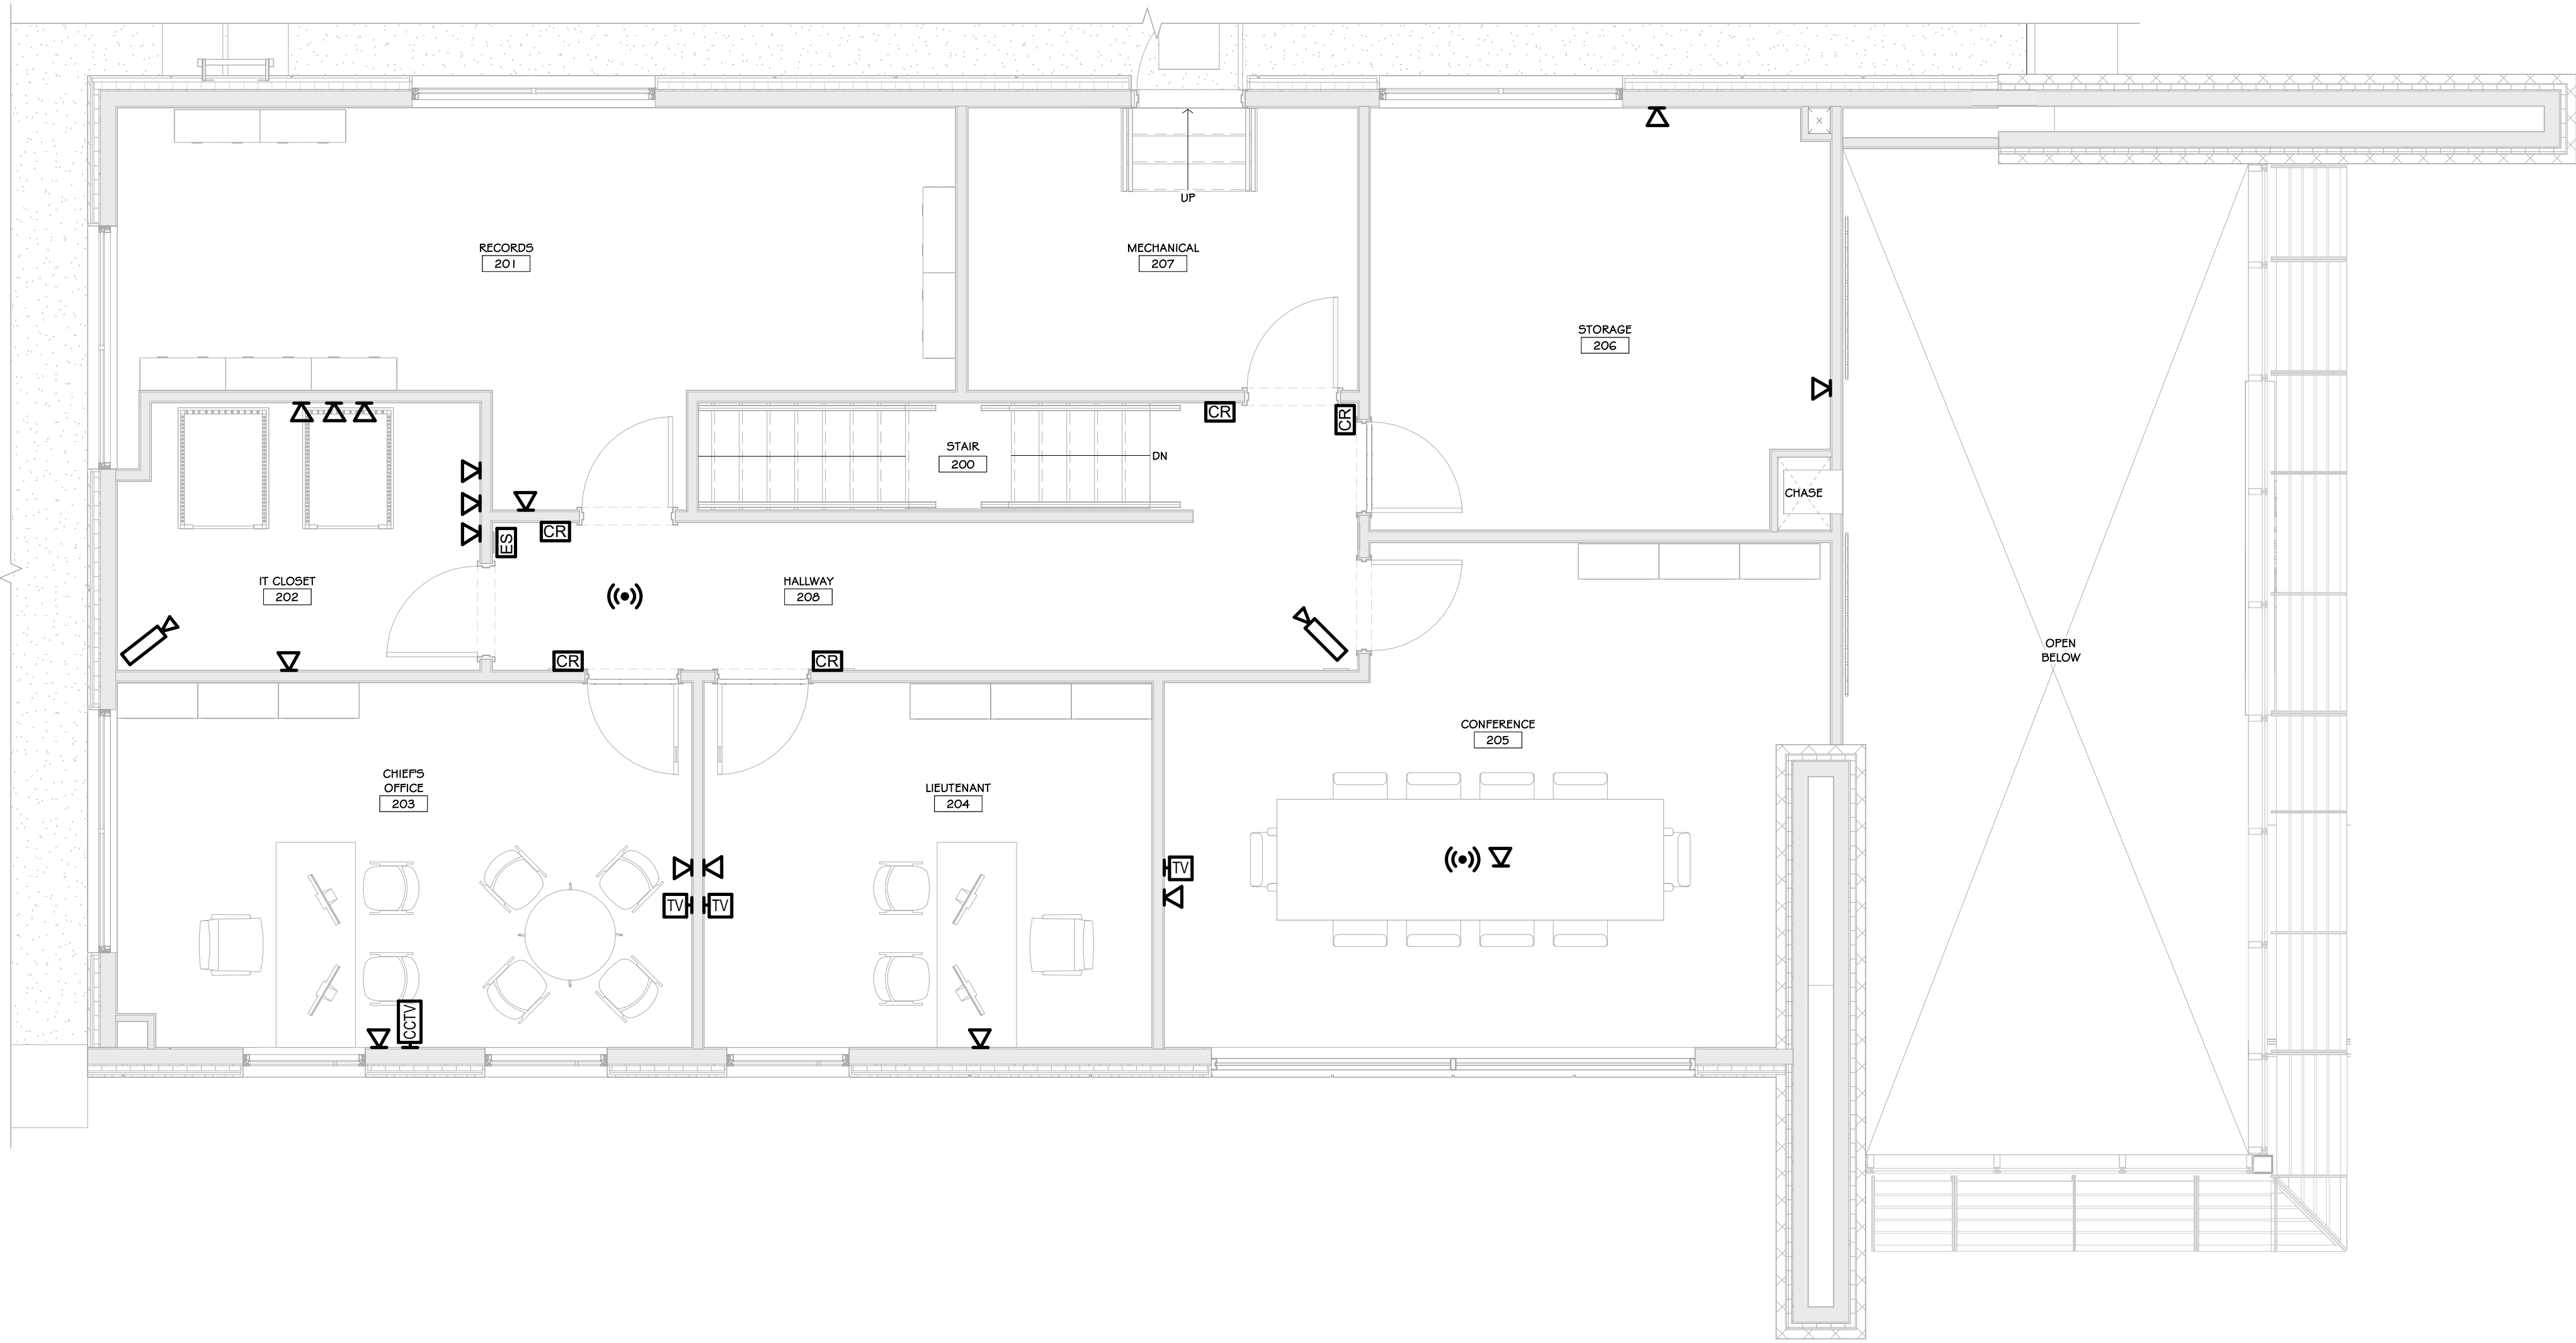 UP
RECORDS
201
MECHANICAL
207
STORAGE
206
CR
CR
STAIR
200
DN
CHASE
ES
CR
IT CLOSET
202
HALLWAY
208
OPEN
BELOW
CR
CR
CONFERENCE
205
CHIEF'S
OFFICE
203
LIEUTENANT
204
TV
TV
TV
CCTV